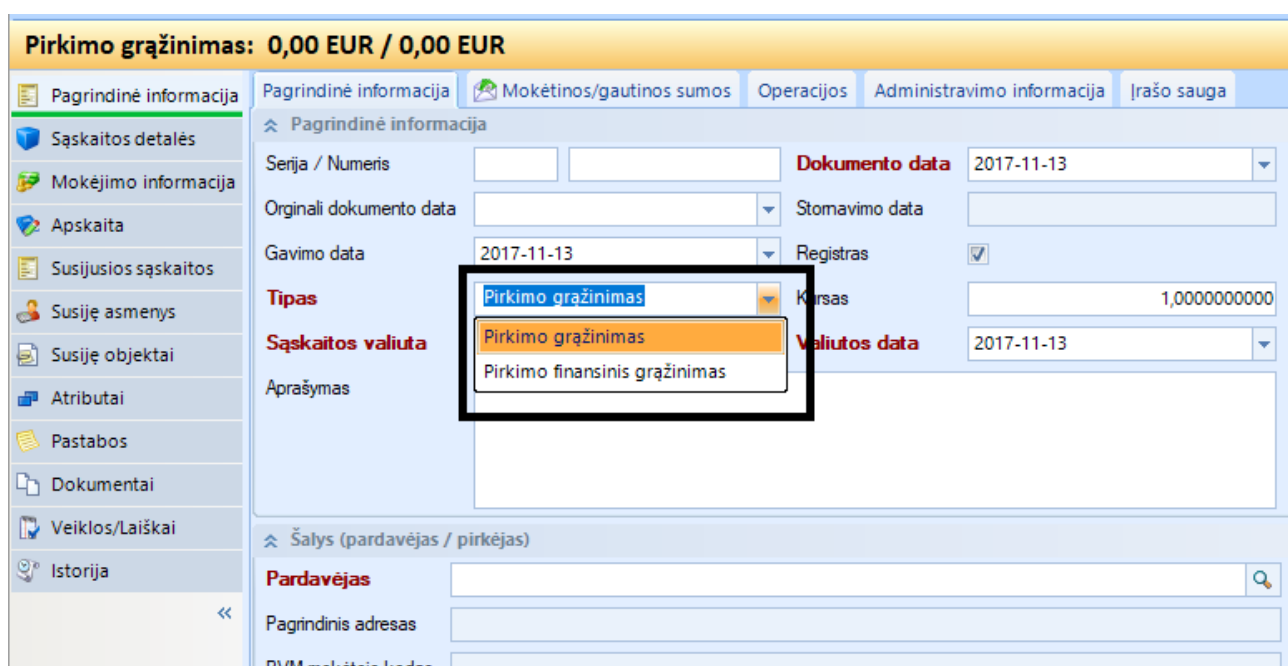 Pirkimo grąžinimas: 0,00 EUR / 0,00 EUR
Pagrindinė informacija
Sąskaitos detalės
Mokėjimo informacija
Apskaita
Susijusios sąskaitos
Susiję asmenys
Susiję objektai
Atributai
Pastabos
Dokumentai
Veiklos/Laiškai
Istorija
Pagrindinė informacija Mokėtinos/gautinos sumos Operacijos Administravimo informacija Įrašo sauga
Pagrindinė informacija
Serija / Numeris Dokumento data 2017-11-13
Orginali dokumento data Stornavimo data
Gavimo data 2017-11-13 Registras
Tipas Pirkimo grąžinimas Kursas 1,0000000000
Pirkimo grąžinimas
Pirkimo finansinis grąžinimas
Sąskaitos valiuta Valiutos data 2017-11-13
Aprašymas
Šalys (pardavėjas / pirkėjas)
Pardavėjas
Pagrindinis adresas